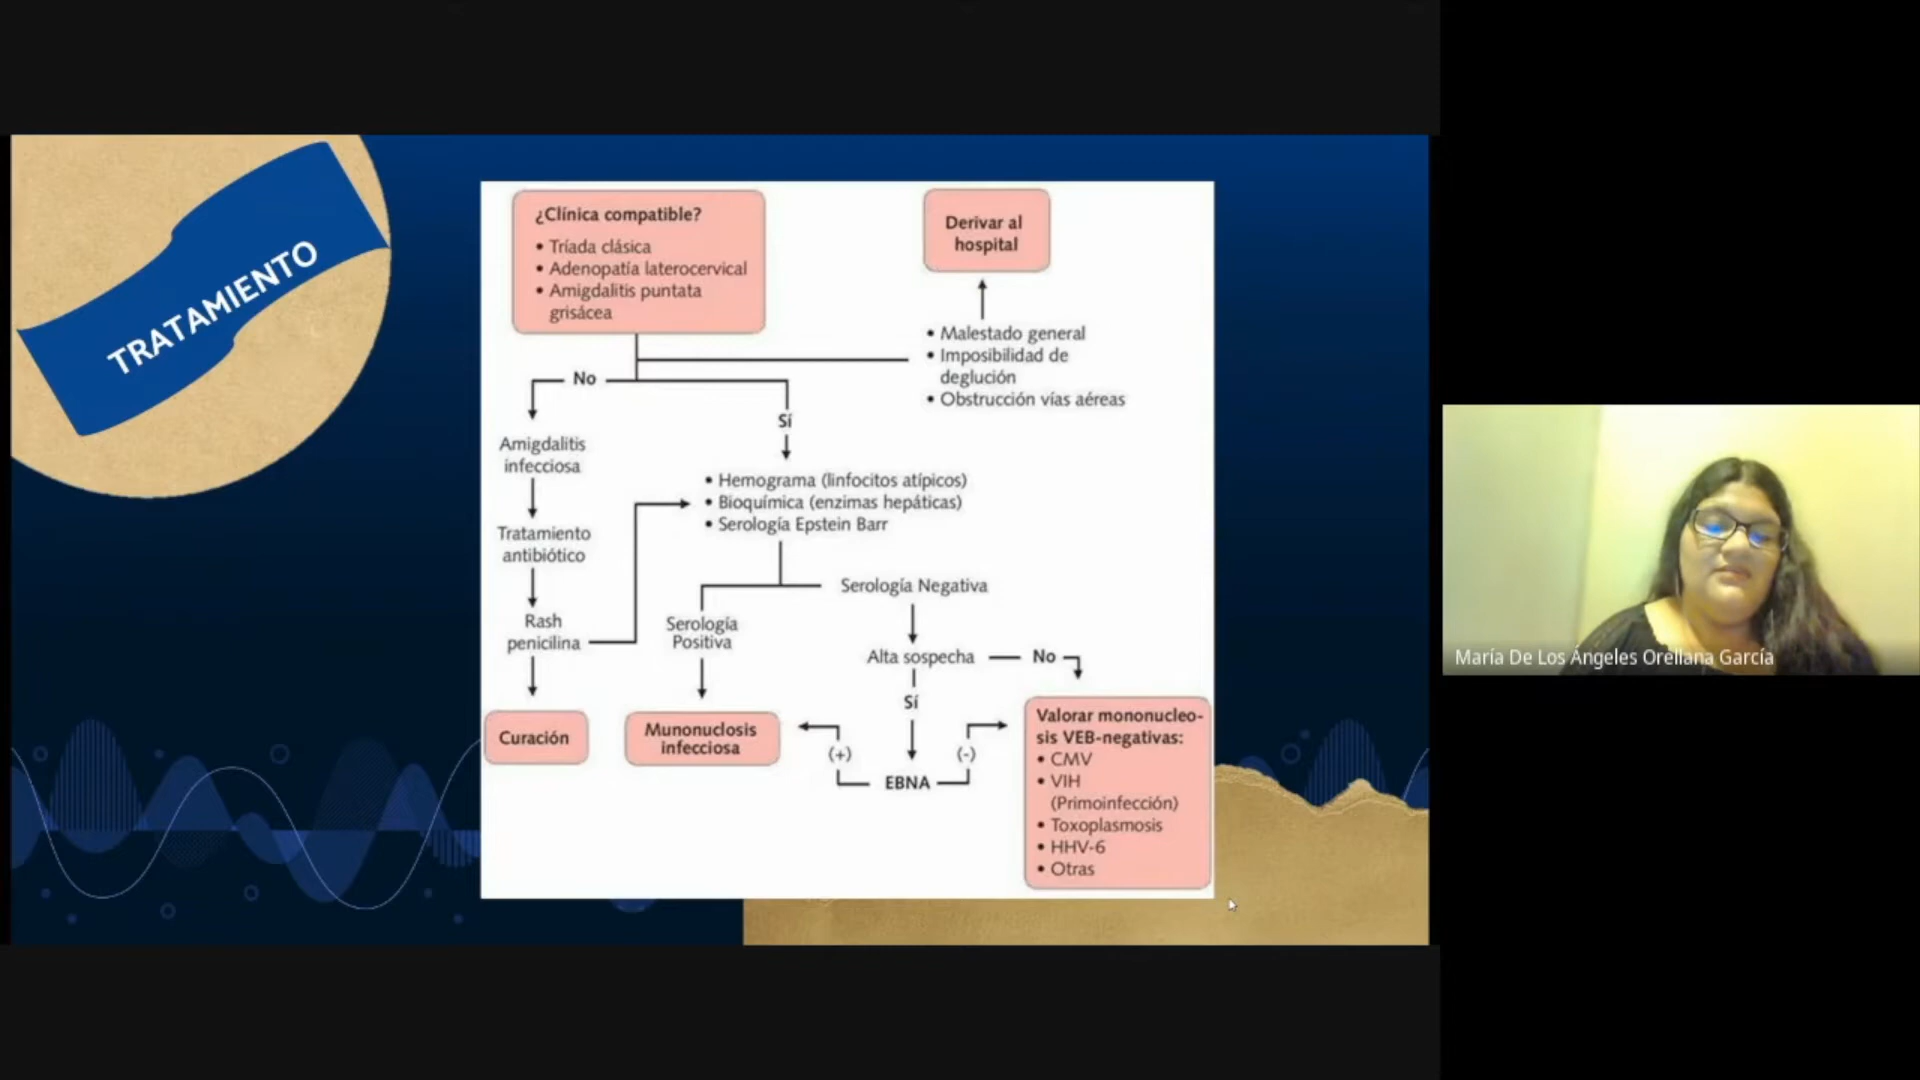 TRATAMIENTO
¿Clínica compatible?
• Tríada clásica
• Adenopatía laterocervical
• Amigdalitis puntata
grisácea
Derivar al
hospital
• Malestado general
• Imposibilidad de
deglución
• Obstrucción vías aéreas
No
Sí
Amigdalitis
infecciosa
Tratamiento
antibiótico
Rash
penicilina
Curación
• Hemograma (linfocitos atípicos)
• Bioquímica (enzimas hepáticas)
• Serología Epstein Barr
Serología
Positiva
Munonuclosis
infecciosa
Serología Negativa
Alta sospecha
No
Sí
(+)
(-)
EBNA
Valorar mononucleo-
sis VEB-negativas:
• CMV
• VIH
(Primoinfección)
• Toxoplasmosis
• HHV-6
• Otras
María De Los Ángeles Orellana García